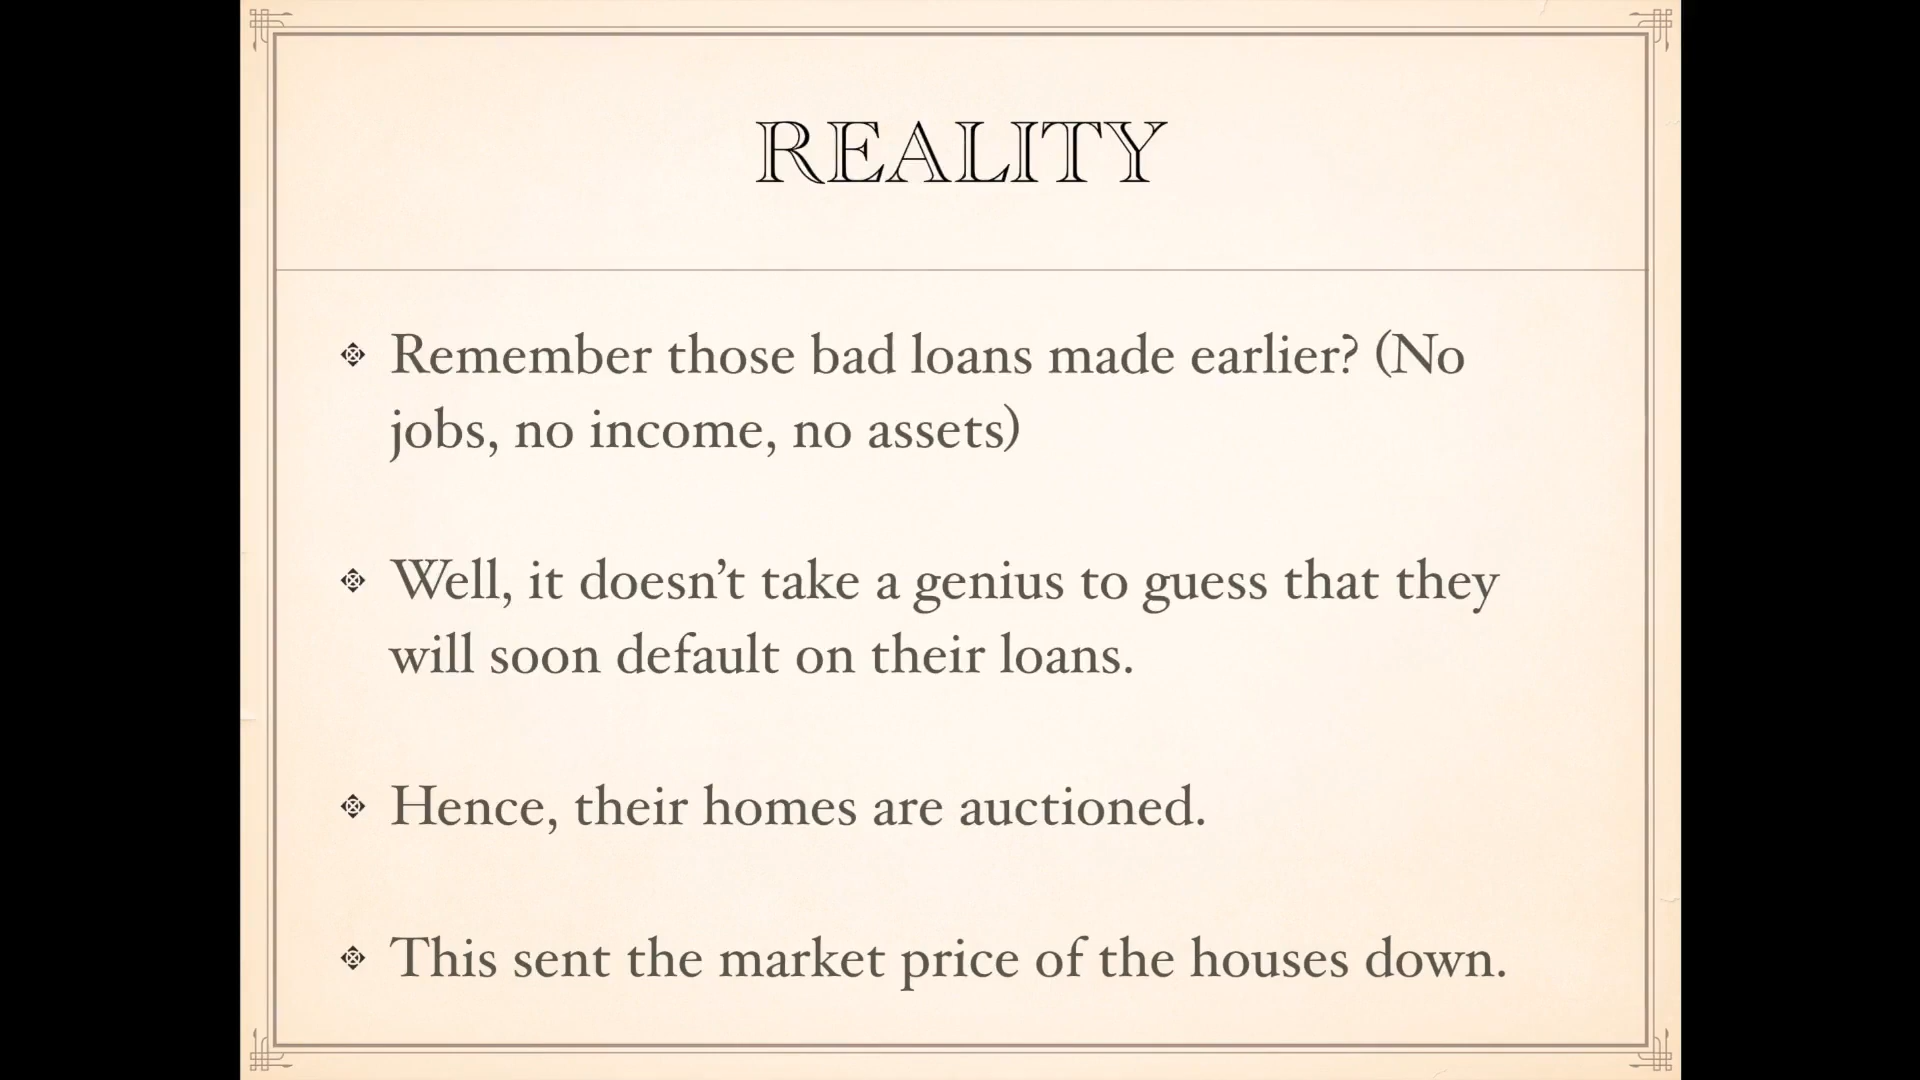 REALITY
Remember those bad loans made earlier? (No
jobs, no income, no assets)
Well, it doesn’t take a genius to guess that they
will soon default on their loans.
Hence, their homes are auctioned.
This sent the market price of the houses down.